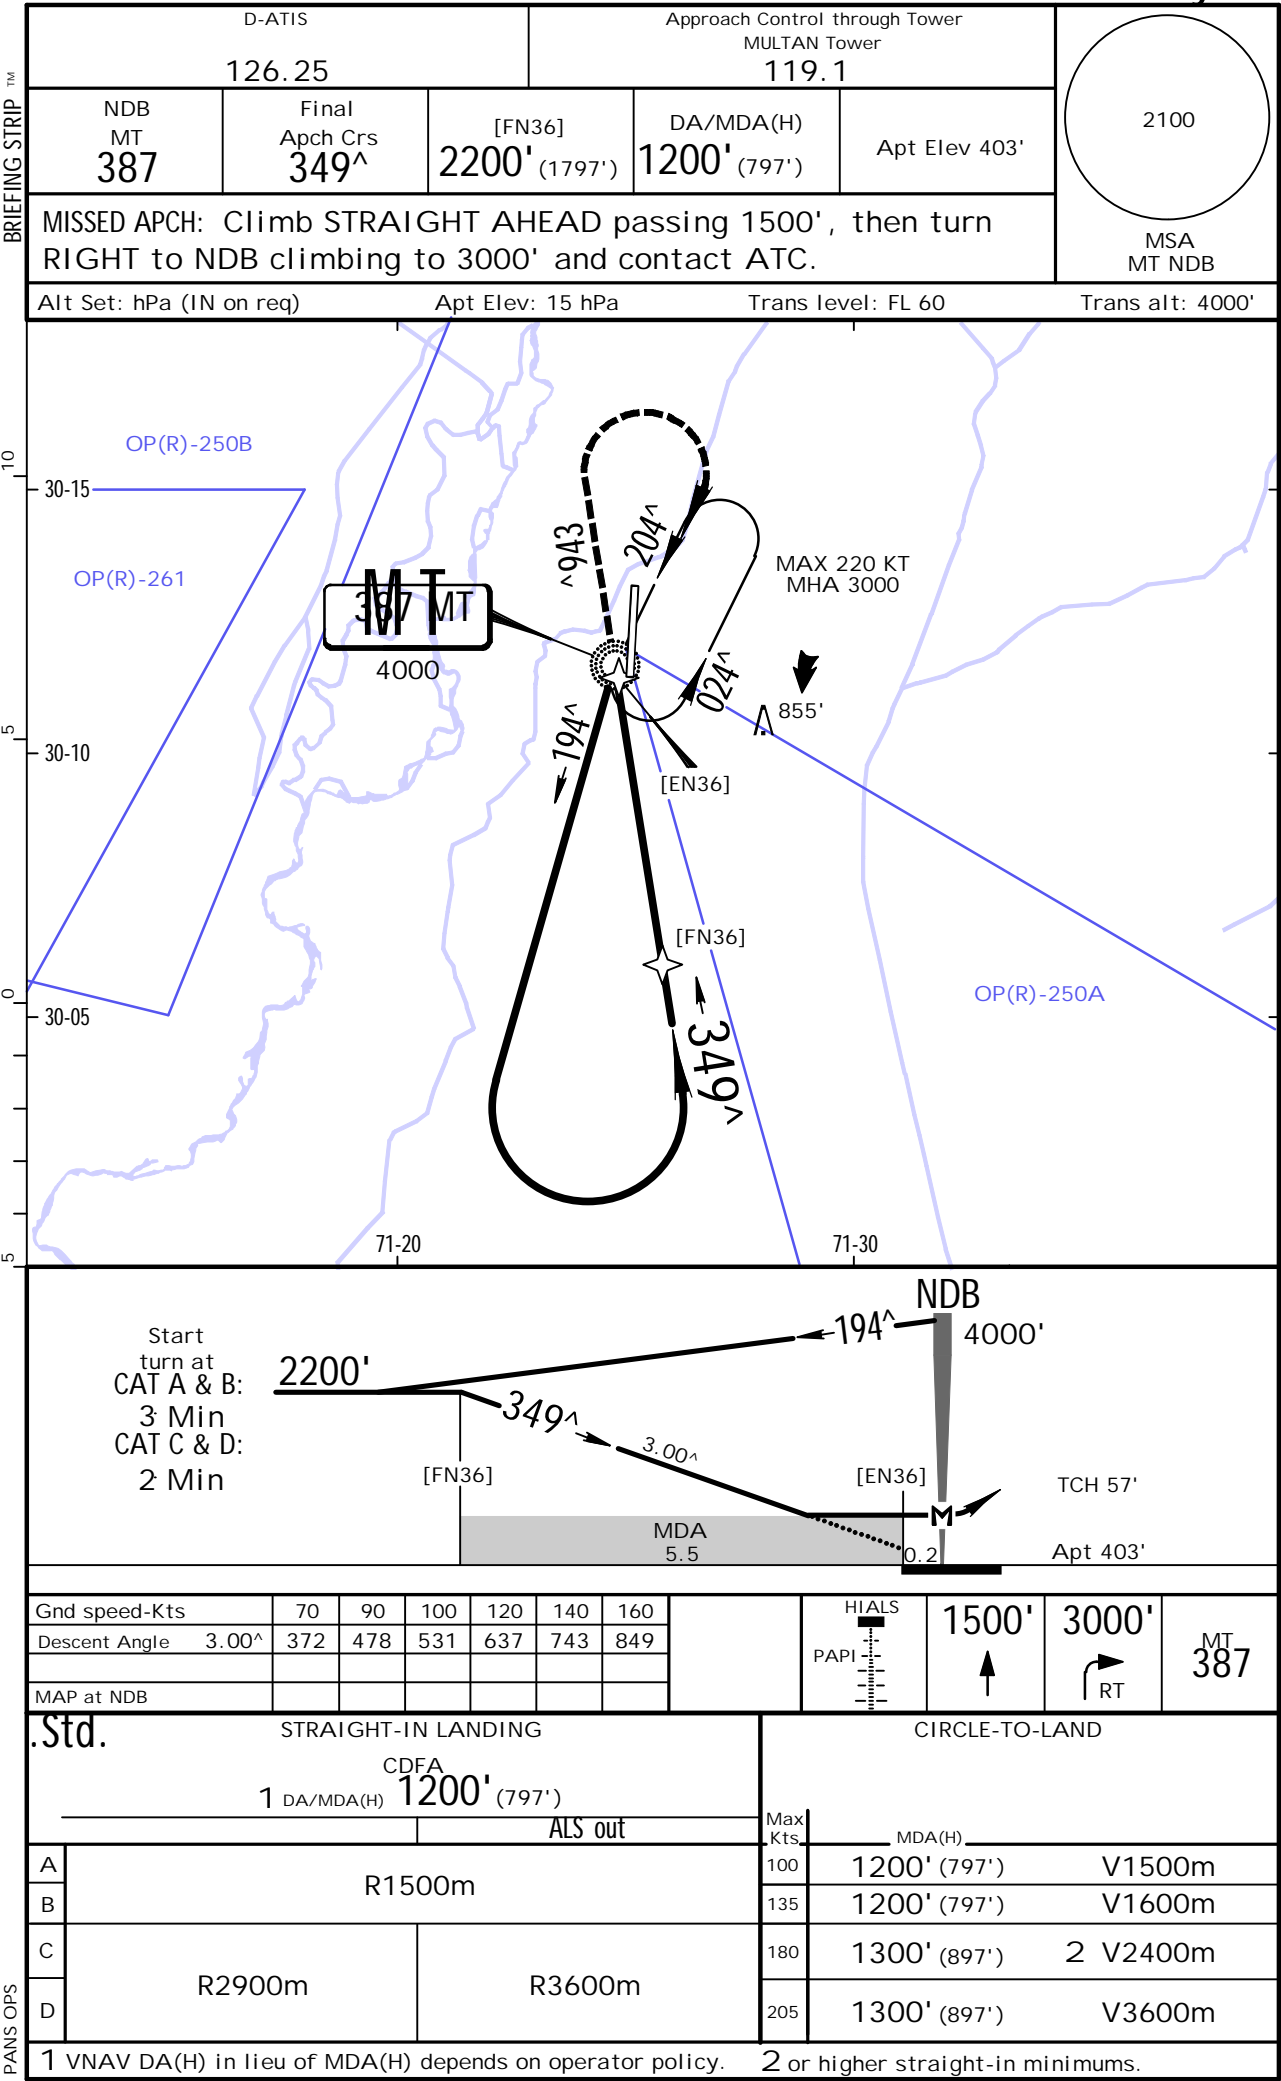 D-ATIS
126.25
Approach Control through Tower
MULTAN Tower
119.1
BRIEFING STRIP TM
NDB
MT
387
Final
Apch Crs
349^
[FN36]
2200' (1797')
DA/MDA(H)
1200' (797')
Apt Elev 403'
2100
MSA
MT NDB
MISSED APCH: Climb STRAIGHT AHEAD passing 1500', then turn
RIGHT to NDB climbing to 3000' and contact ATC.
Alt Set: hPa (IN on req) Apt Elev: 15 hPa Trans level: FL 60 Trans alt: 4000'
OP(R)-250B
10
30-15
OP(R)-261
349^
204^
MAX 220 KT
MHA 3000
MT
387 MT
4000
024^
855'
194^
5
30-10
[EN36]
[FN36]
OP(R)-250A
0
30-05
349^
5
71-20
71-30
NDB
4000'
194^
Start
turn at
CAT A & B:
3 Min
CAT C & D:
2 Min
2200'
349^
3.00^
[FN36]
[EN36]
TCH 57'
M
MDA
5.5
0.2
Apt 403'
Gnd speed-Kts 70 90 100 120 140 160
Descent Angle 3.00^ 372 478 531 637 743 849
MAP at NDB
HIALS
PAPI
1500'
3000'
RT
MT
387
.Std.
STRAIGHT-IN LANDING
CDFA
1 DA/MDA(H) 1200' (797')
ALS out
A
B
R1500m
C
D
R2900m
R3600m
CIRCLE-TO-LAND
Max
Kts
MDA(H)
100 1200' (797') V1500m
135 1200' (797') V1600m
180 1300' (897') 2 V2400m
205 1300' (897') V3600m
PANS OPS
1 VNAV DA(H) in lieu of MDA(H) depends on operator policy. 2 or higher straight-in minimums.